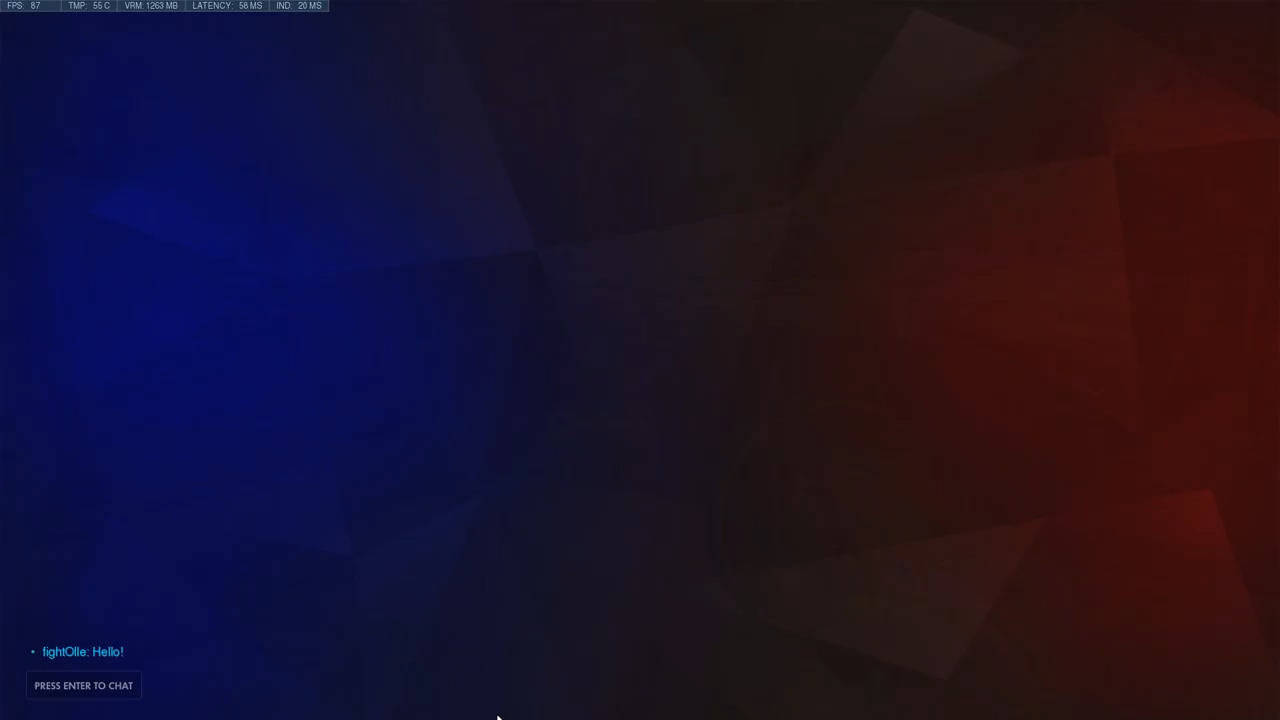 FPS: 87 TMP: 55 C VRM: 1263 MB LATENCY: 58 MS IND: 20 MS
• fightOlle: Hello!
PRESS ENTER TO CHAT